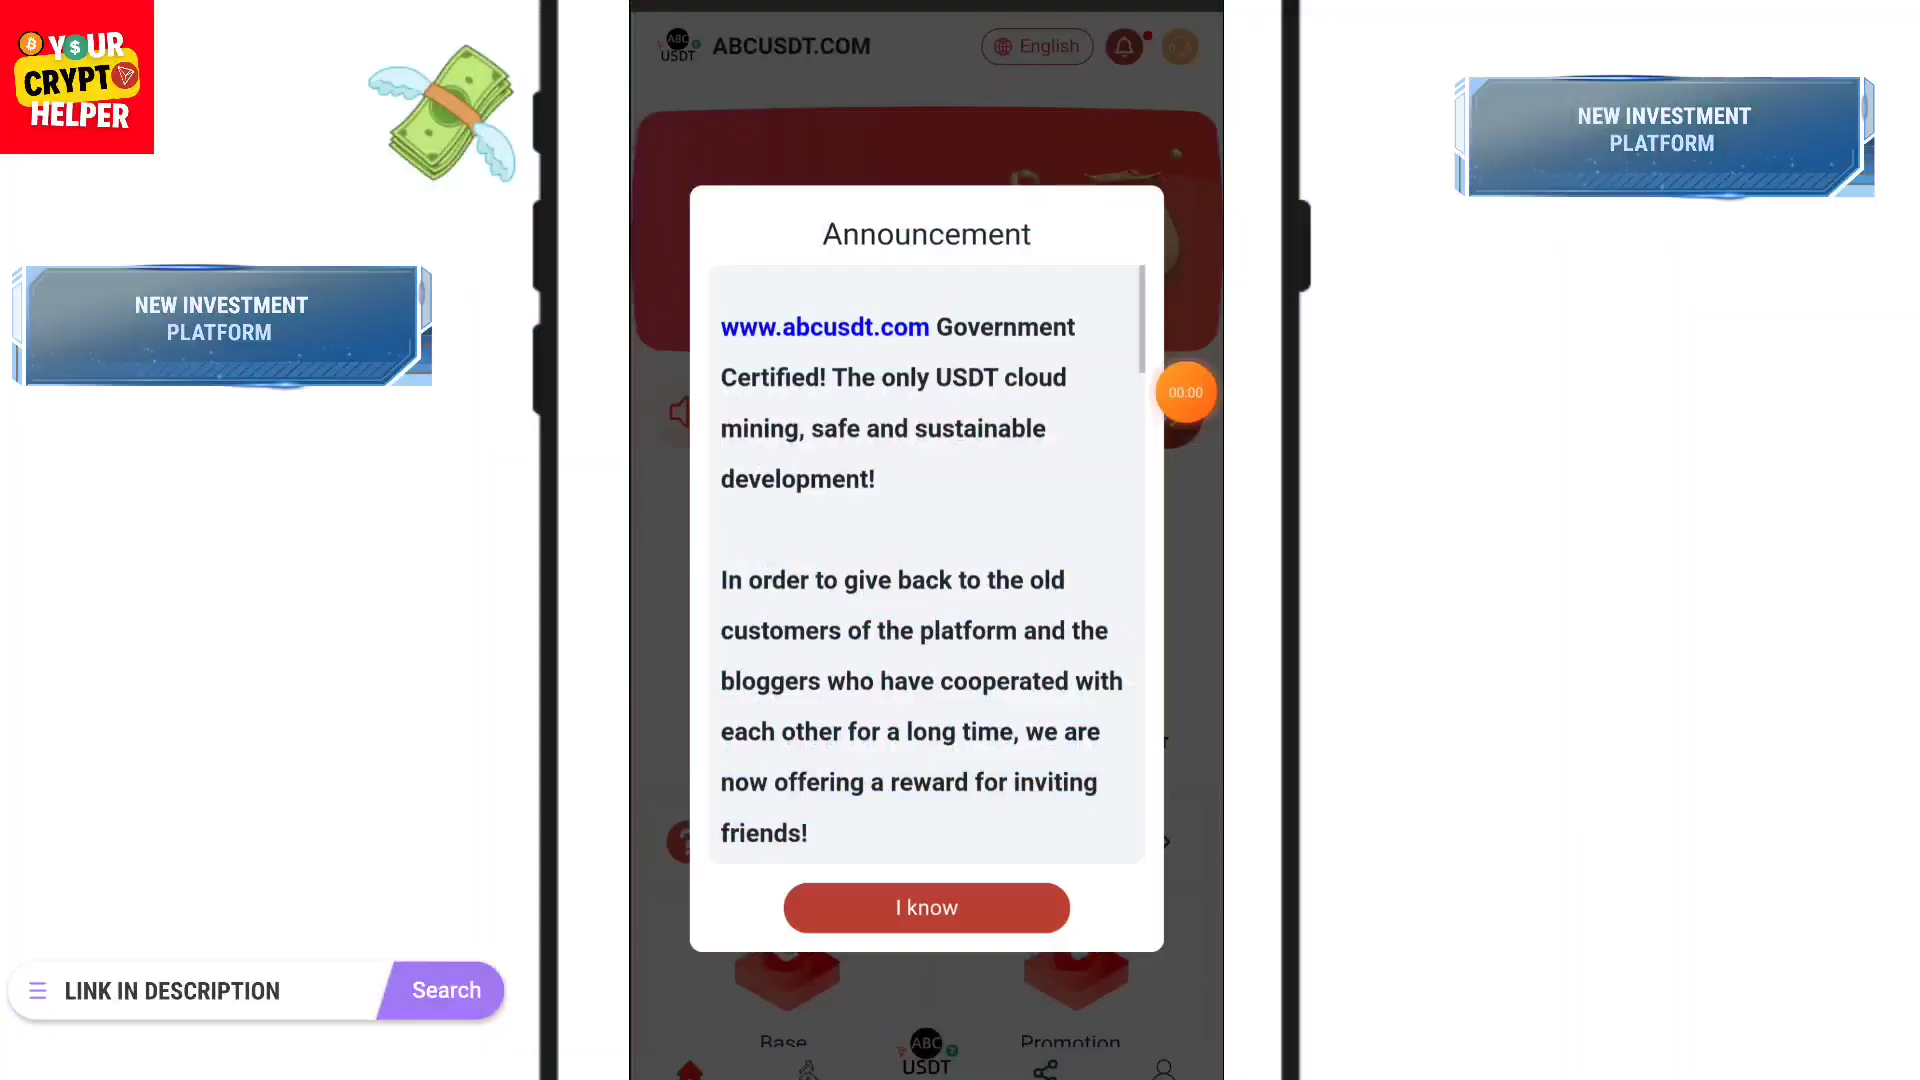 YOUR
CRYPT
HELPER
ABC
USDT
ABCUSDT.COM
English
NEW INVESTMENT
PLATFORM
NEW INVESTMENT
PLATFORM
Announcement
www.abcusdt.com Government
Certified! The only USDT cloud
mining, safe and sustainable
development!
00:00
In order to give back to the old
customers of the platform and the
bloggers who have cooperated with
each other for a long time, we are
now offering a reward for inviting
friends!
I know
LINK IN DESCRIPTION
Search
Base
ABC
USDT
Promotion